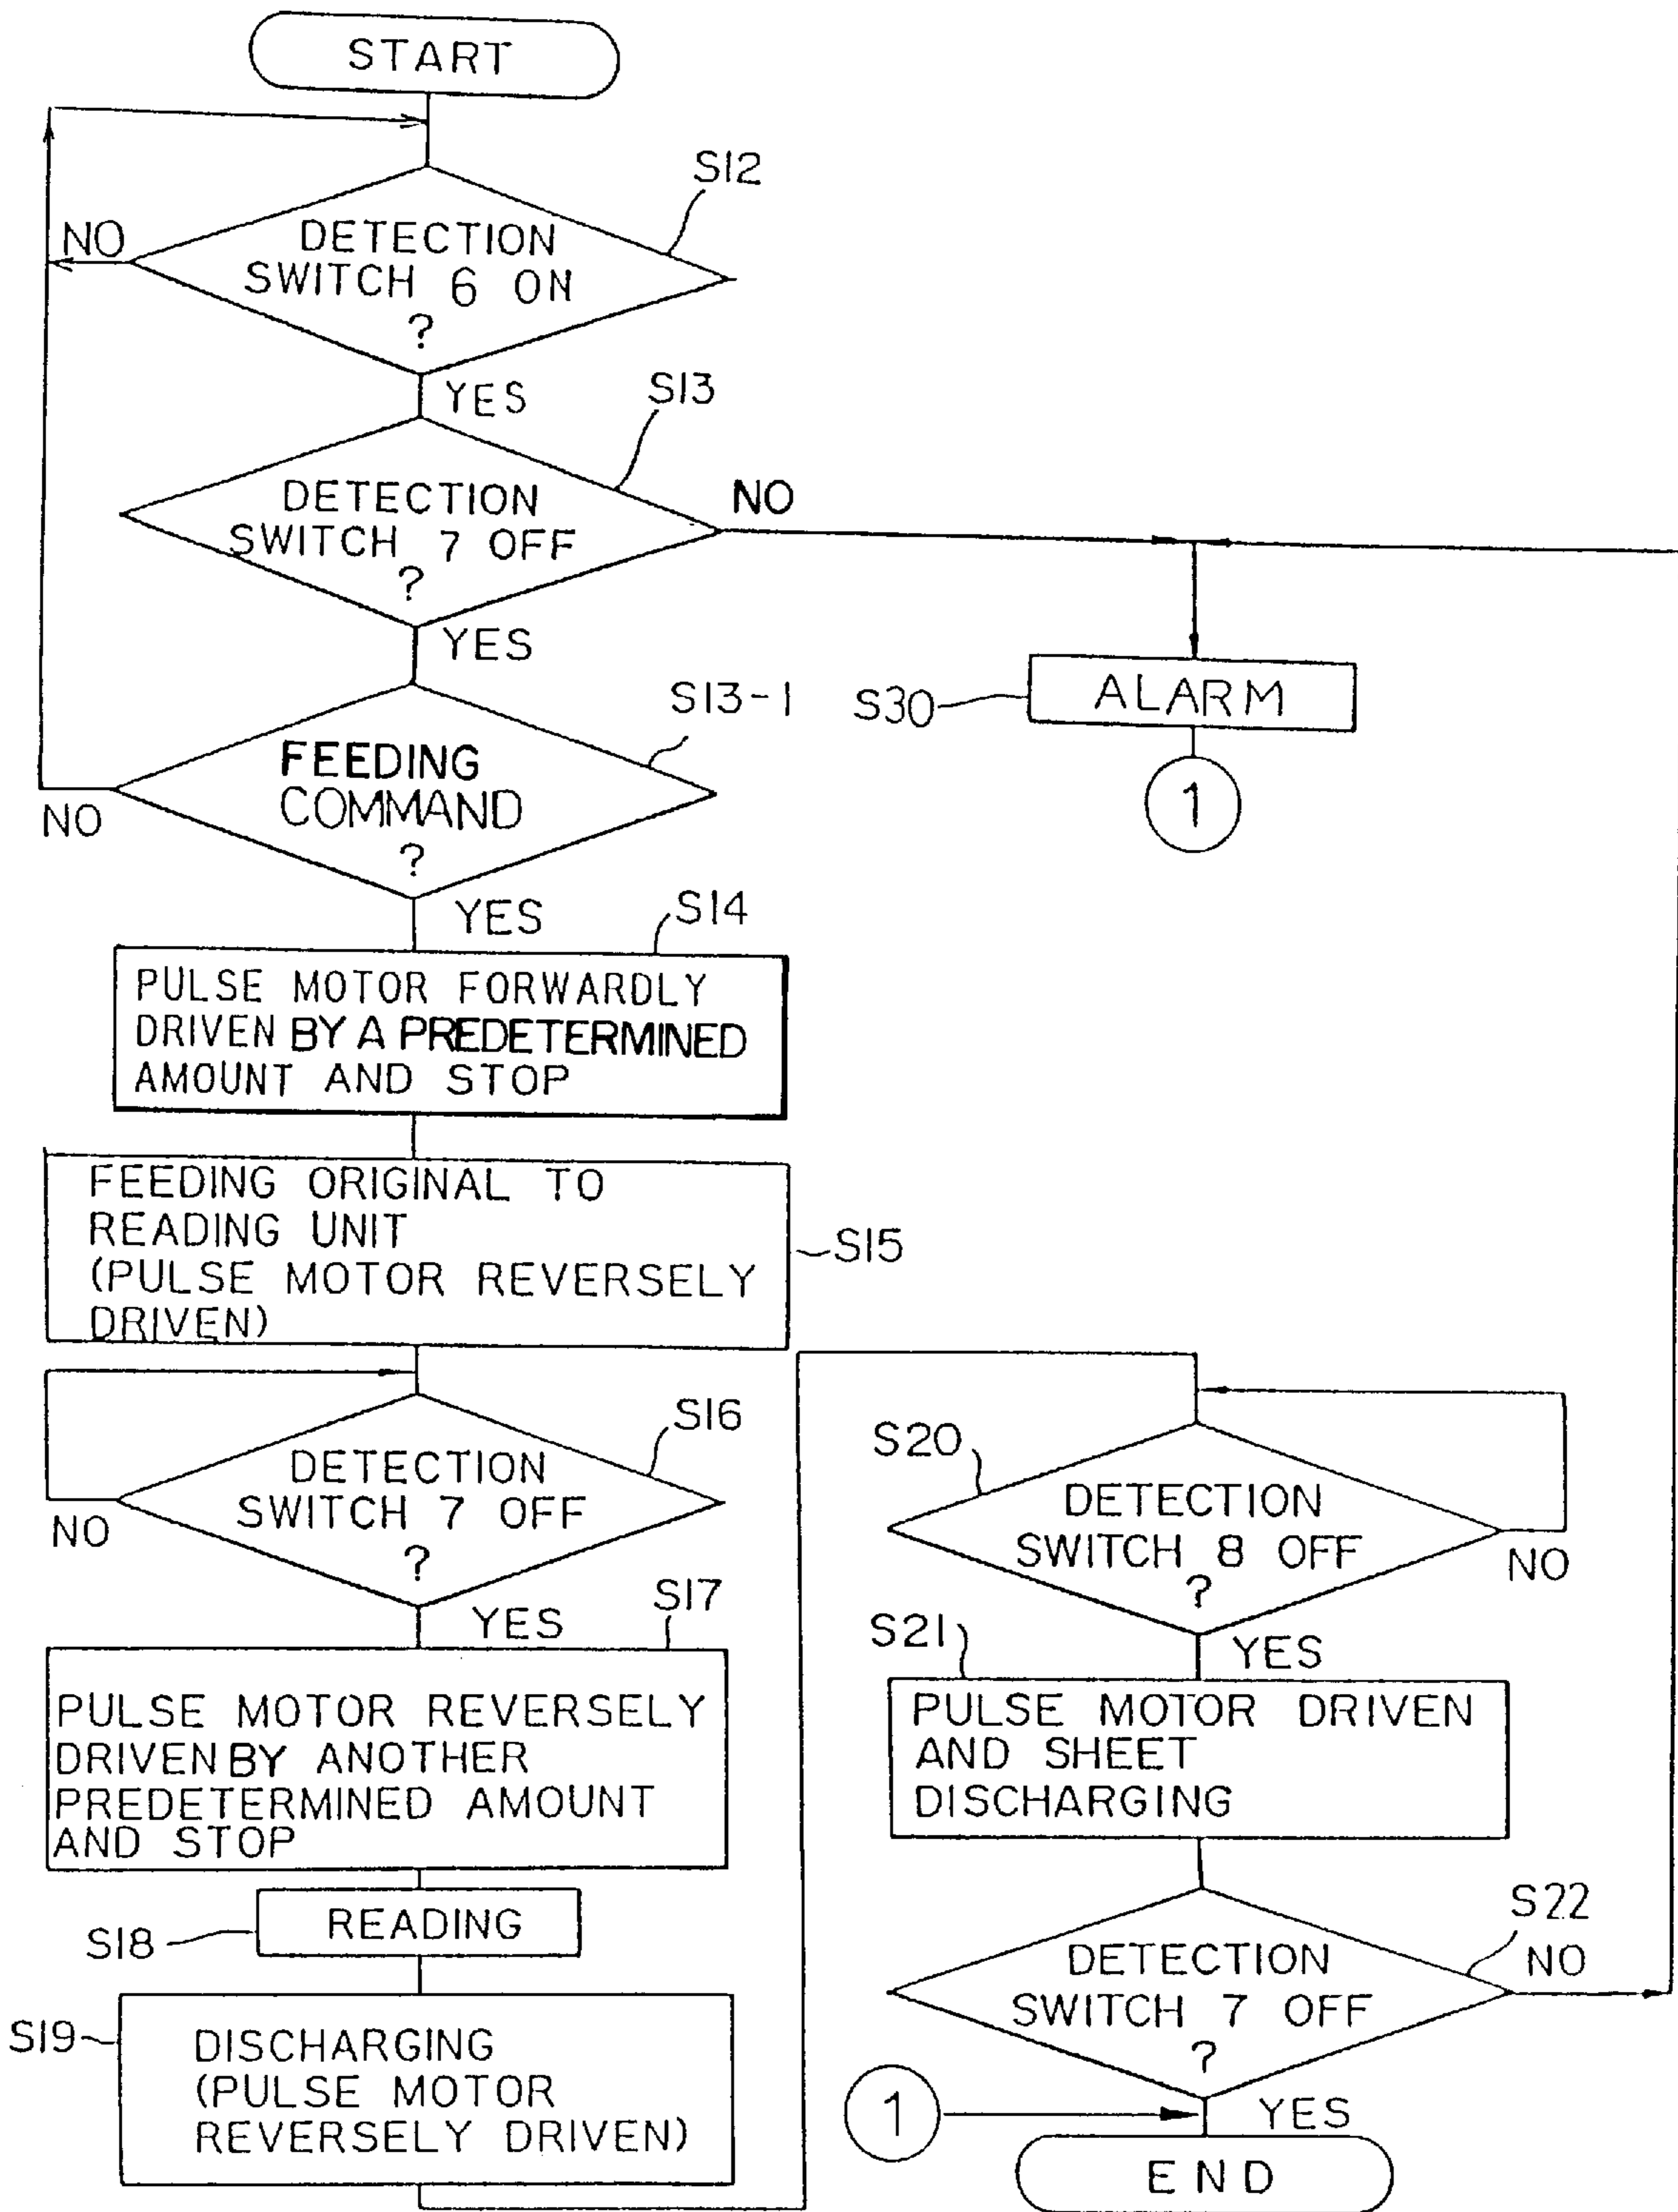 START
S12
NO
DETECTION
SWITCH 6 ON
?
YES
S13
DETECTION
SWITCH 7 OFF
?
NO
YES
S13-1
FEEDING
COMMAND
?
NO
S30
ALARM
1
YES
S14
PULSE MOTOR FORWARDLY
DRIVEN BY A PREDETERMINED
AMOUNT AND STOP
FEEDING ORIGINAL TO
READING UNIT
(PULSE MOTOR REVERSELY
DRIVEN)
S15
S16
DETECTION
SWITCH 7 OFF
?
NO
YES
S17
PULSE MOTOR REVERSELY
DRIVEN BY ANOTHER
PREDETERMINED AMOUNT
AND STOP
S18
READING
S19
DISCHARGING
(PULSE MOTOR
REVERSELY DRIVEN)
S20
DETECTION
SWITCH 8 OFF
?
NO
YES
S21
PULSE MOTOR DRIVEN
AND SHEET
DISCHARGING
S22
DETECTION
SWITCH 7 OFF
?
NO
1
YES
END